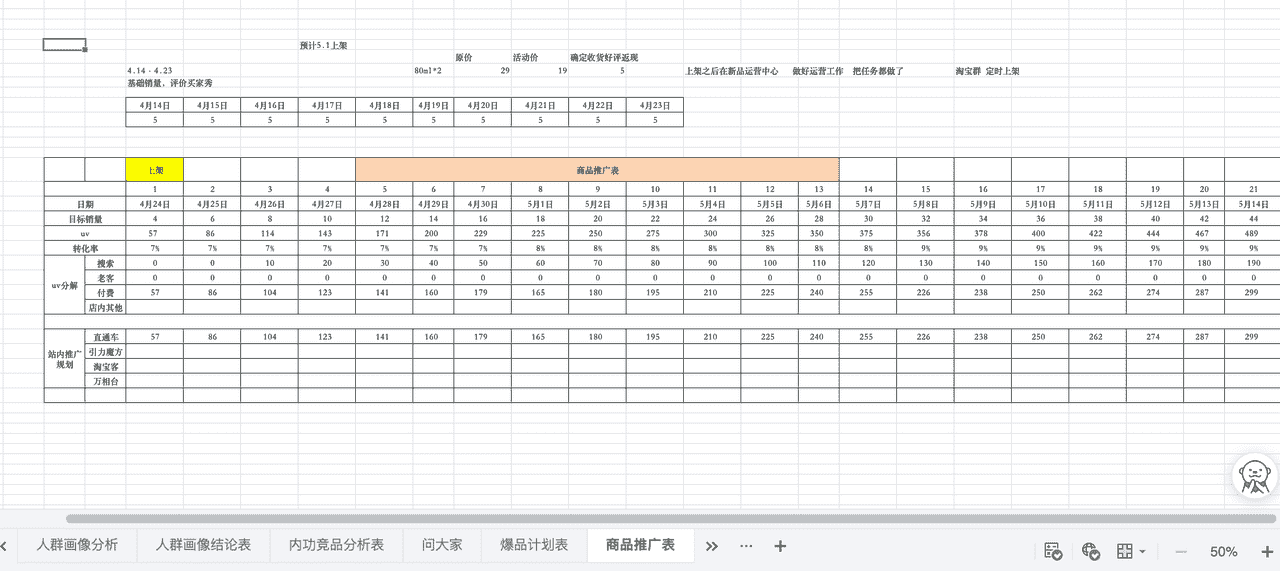 预计5.1上架
原价 活动价 确定收货好评返现
4.14 - 4.23 80ml*2 29 19 5 上架之后在新品运营中心 做好运营工作 把任务都做了 淘宝群 定时上架
基础销量，评价买家秀
4月14日 4月15日 4月16日 4月17日 4月18日 4月19日 4月20日 4月21日 4月22日 4月23日
5 5 5 5 5 5 5 5 5 5
上架 商品推广表
1 2 3 4 5 6 7 8 9 10 11 12 13 14 15 16 17 18 19 20 21
日期 4月24日 4月25日 4月26日 4月27日 4月28日 4月29日 4月30日 5月1日 5月2日 5月3日 5月4日 5月5日 5月6日 5月7日 5月8日 5月9日 5月10日 5月11日 5月12日 5月13日 5月14日
目标销量 4 6 8 10 12 14 16 18 20 22 24 26 28 30 32 34 36 38 40 42 44
uv 57 86 114 143 171 200 229 225 250 275 300 325 350 375 356 378 400 422 444 467 489
转化率 7% 7% 7% 7% 7% 7% 7% 8% 8% 8% 8% 8% 8% 8% 9% 9% 9% 9% 9% 9% 9%
uv分解
搜索 0 0 10 20 30 40 50 60 70 80 90 100 110 120 130 140 150 160 170 180 190
老客 0 0 0 0 0 0 0 0 0 0 0 0 0 0 0 0 0 0 0 0 0
付费 57 86 104 123 141 160 179 165 180 195 210 225 240 255 226 238 250 262 274 287 299
店内其他
站内推广
规划
直通车 57 86 104 123 141 160 179 165 180 195 210 225 240 255 226 238 250 262 274 287 299
引力魔方
淘宝客
万相台
人群画像分析 人群画像结论表 内功竞品分析表 问大家 爆品计划表 商品推广表 50%